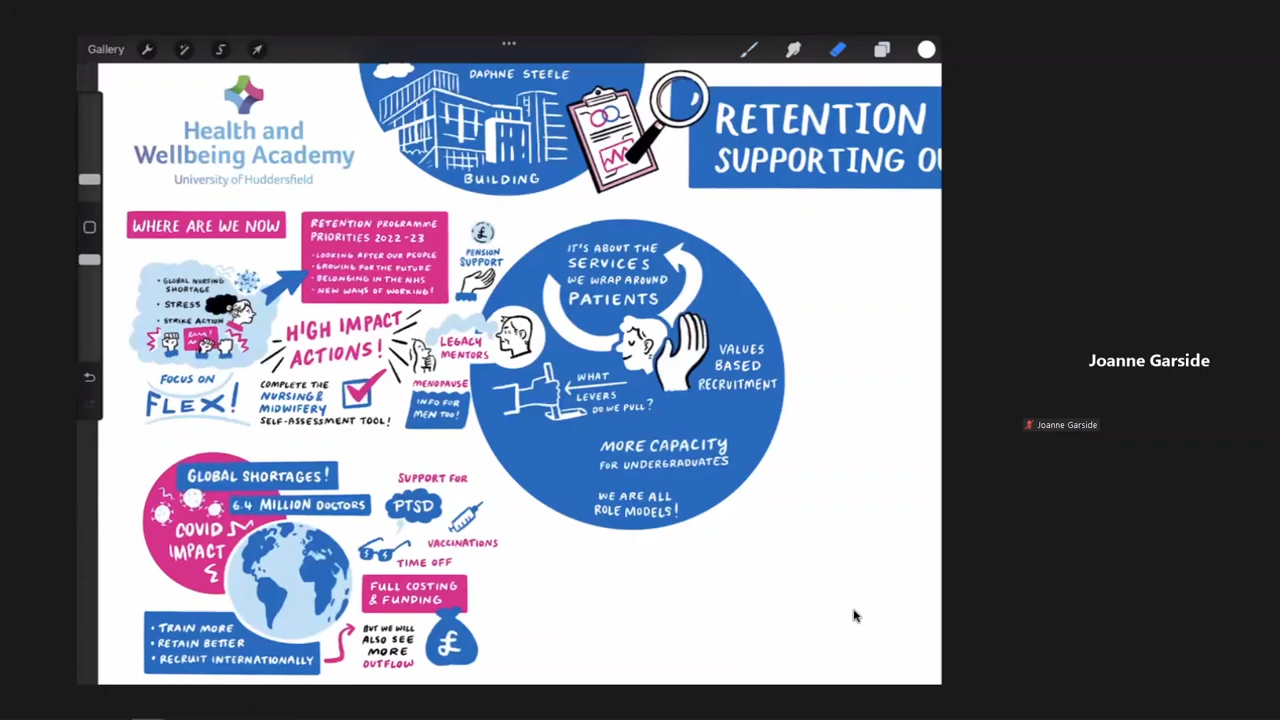 Gallery
DAPHNE STEELE
BUILDING
Health and
Wellbeing Academy
University of Huddersfield
RETENTION
SUPPORTING OU
WHERE ARE WE NOW
RETENTION PROGRAMME
PRIORITIES 2022-23
• LOOKING AFTER OUR PEOPLE
• GROWING FOR THE FUTURE
• BELONGING IN THE NHS
• NEW WAYS OF WORKING!
£
PENSION
SUPPORT
• GLOBAL NURSING
SHORTAGE
• STRESS
• STRIKE ACTION
HIGH IMPACT
ACTIONS!
LEGACY
MENTORS
FOCUS ON
FLEX!
COMPLETE THE
NURSING &
MIDWIFERY
SELF-ASSESSMENT TOOL!
MENOPAUSE
INFO FOR
MEN TOO!
IT'S ABOUT THE
SERVICES
WE WRAP AROUND
PATIENTS
VALUES
BASED
RECRUITMENT
WHAT
LEVERS
DO WE PULL?
MORE CAPACITY
FOR UNDERGRADUATES
WE ARE ALL
ROLE MODELS!
GLOBAL SHORTAGES!
6.4 MILLION DOCTORS
COVID
IMPACT
SUPPORT FOR
PTSD
VACCINATIONS
TIME OFF
FULL COSTING
& FUNDING
• TRAIN MORE
• RETAIN BETTER
• RECRUIT INTERNATIONALLY
BUT WE WILL
ALSO SEE
MORE
OUTFLOW
£
Joanne Garside
Joanne Garside